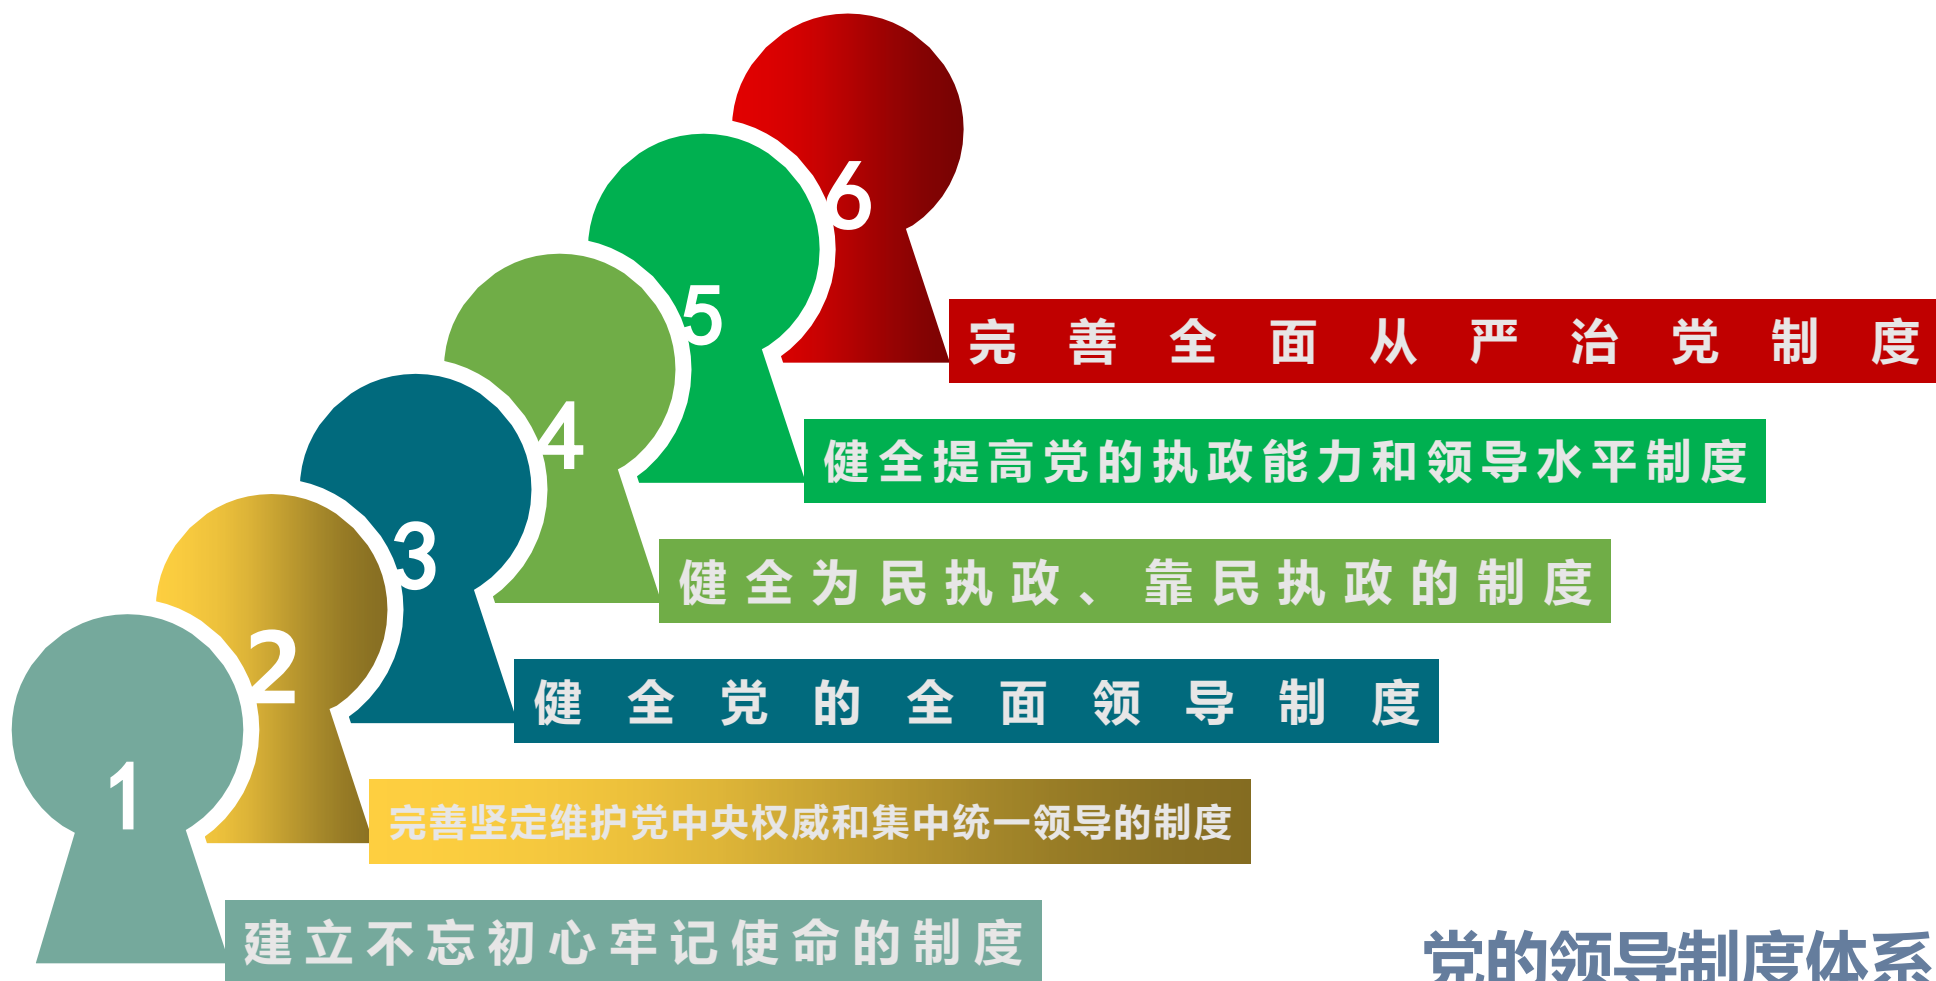 6
完善全面从严治党制度
5
健全提高党的执政能力和领导水平制度
4
健全为民执政、靠民执政的制度
3
健全党的全面领导制度
2
完善坚定维护党中央权威和集中统一领导的制度
1
建立不忘初心牢记使命的制度
党的领导制度体系